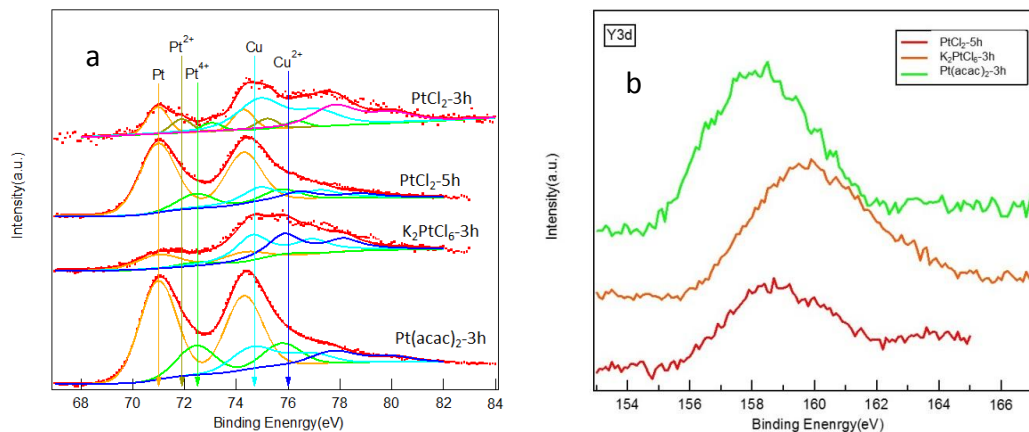 a
Pt
Pt²⁺
Pt⁴⁺
Cu
Cu²⁺
PtCl₂-3h
PtCl₂-5h
K₂PtCl₆-3h
Pt(acac)₂-3h
Intensity(a.u.)
68 70 72 74 76 78 80 82 84
Binding Enenrgy(eV)
Y3d
b
PtCl₂-5h
K₂PtCl₆-3h
Pt(acac)₂-3h
Intensity(a.u.)
154 156 158 160 162 164 166
Binding Energy(eV)